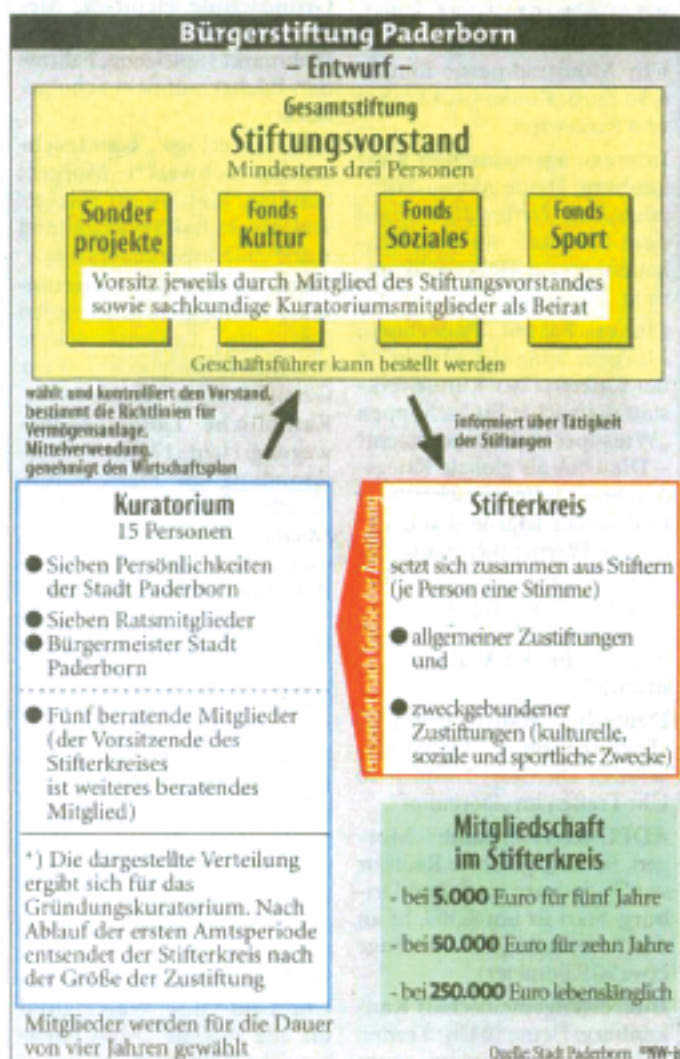 Bürgerstiftung Paderborn
– Entwurf –
Gesamtstiftung
Stiftungsvorstand
Mindestens drei Personen
Sonder
projekte
Fonds
Kultur
Fonds
Soziales
Fonds
Sport
Vorsitz jeweils durch Mitglied des Stiftungsvorstandes
sowie sachkundige Kuratoriumsmitglieder als Beirat
Geschäftsführer kann bestellt werden
wählt und kontrolliert den Vorstand,
bestimmt die Richtlinien für
Vermögensanlage,
Mittelverwendung,
genehmigt den Wirtschaftsplan
informiert über Tätigkeit
der Stiftungen
Kuratorium
15 Personen
● Sieben Persönlichkeiten
der Stadt Paderborn
● Sieben Ratsmitglieder
● Bürgermeister Stadt
Paderborn
● Fünf beratende Mitglieder
(der Vorsitzende des
Stifterkreises
ist weiteres beratendes
Mitglied)
*) Die dargestellte Verteilung
ergibt sich für das
Gründungskuratorium. Nach
Ablauf der ersten Amtsperiode
entsendet der Stifterkreis nach
der Größe der Zustiftung
Mitglieder werden für die Dauer
von vier Jahren gewählt
entsendet nach Größe der Zustiftung
Stifterkreis
setzt sich zusammen aus Stiftern
(je Person eine Stimme)
● allgemeiner Zustiftungen
und
● zweckgebundener
Zustiftungen (kulturelle,
soziale und sportliche Zwecke)
Mitgliedschaft
im Stifterkreis
- bei 5.000 Euro für fünf Jahre
- bei 50.000 Euro für zehn Jahre
- bei 250.000 Euro lebenslänglich
Quelle: Stadt Paderborn